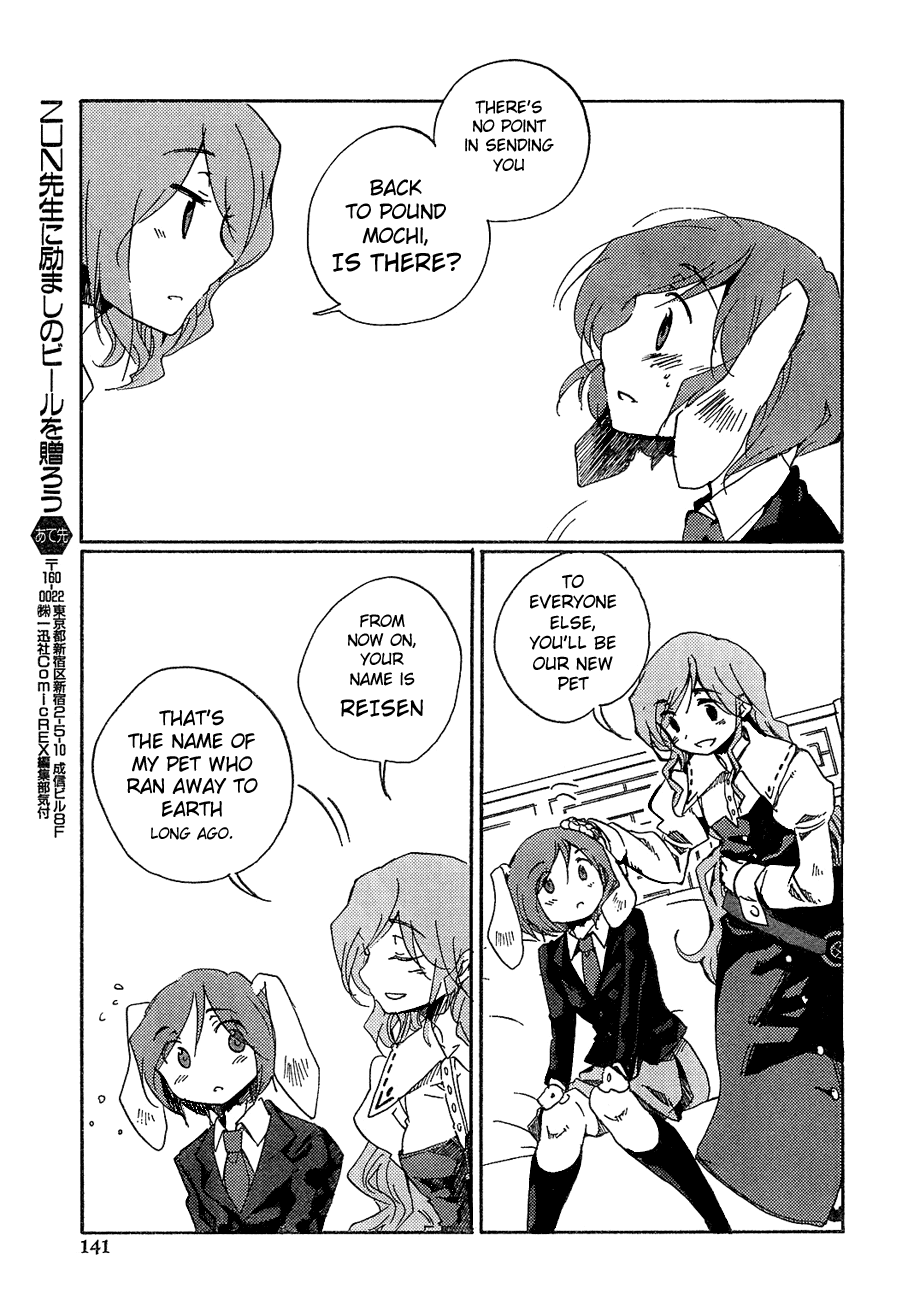 THERE'S
NO POINT
IN SENDING
YOU
BACK
TO POUND
MOCHI,
IS THERE?
TO
EVERYONE
ELSE,
YOU'LL BE
OUR NEW
PET
FROM
NOW ON,
YOUR
NAME IS
REISEN
THAT'S
THE NAME OF
MY PET WHO
RAN AWAY TO
EARTH
LONG AGO.
ZUN先生に励ましのビールを贈ろう
あて先
〒160-0022
東京都新宿区新宿2-5-10 成信ビル8F
㈱一迅社ComicREX編集部気付
141